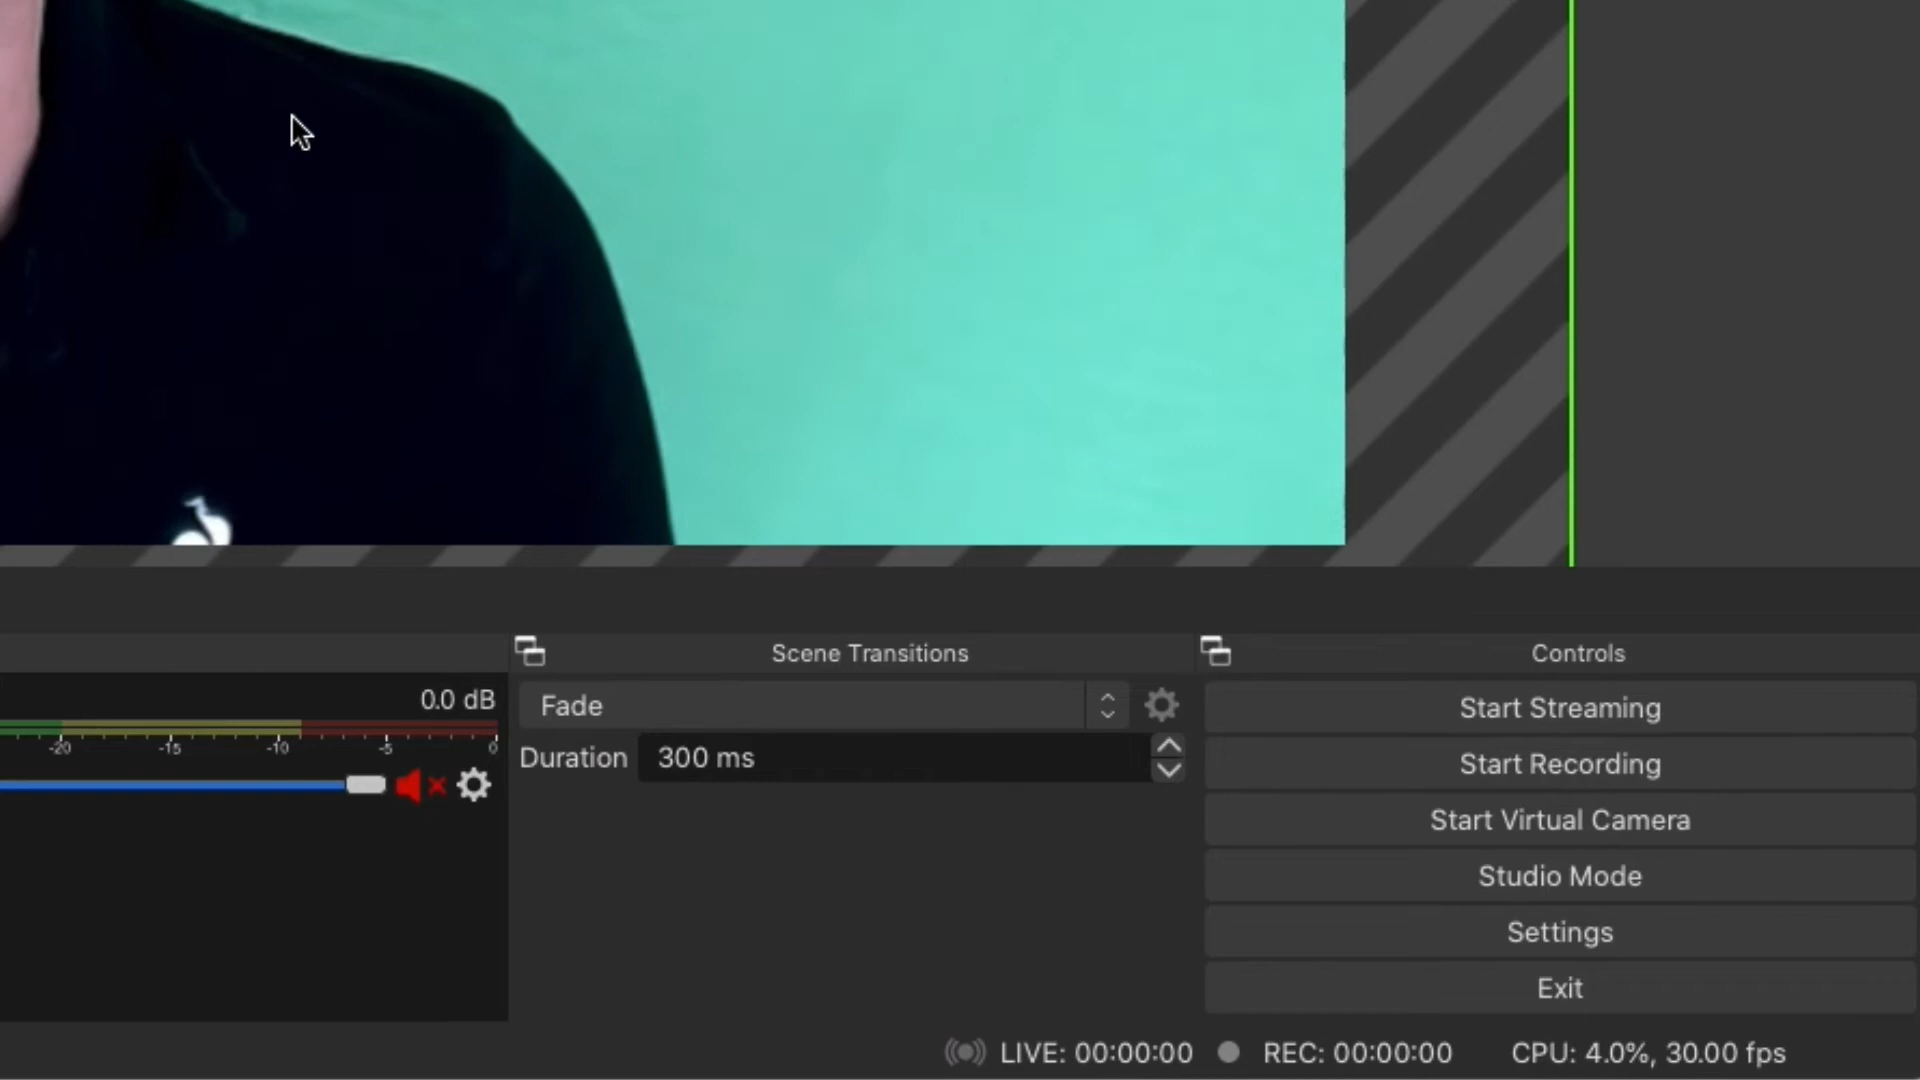 Scene Transitions
Controls
0.0 dB
-20 -15 -10 -5 0
Fade
Duration 300 ms
Start Streaming
Start Recording
Start Virtual Camera
Studio Mode
Settings
Exit
LIVE: 00:00:00 REC: 00:00:00 CPU: 4.0%, 30.00 fps